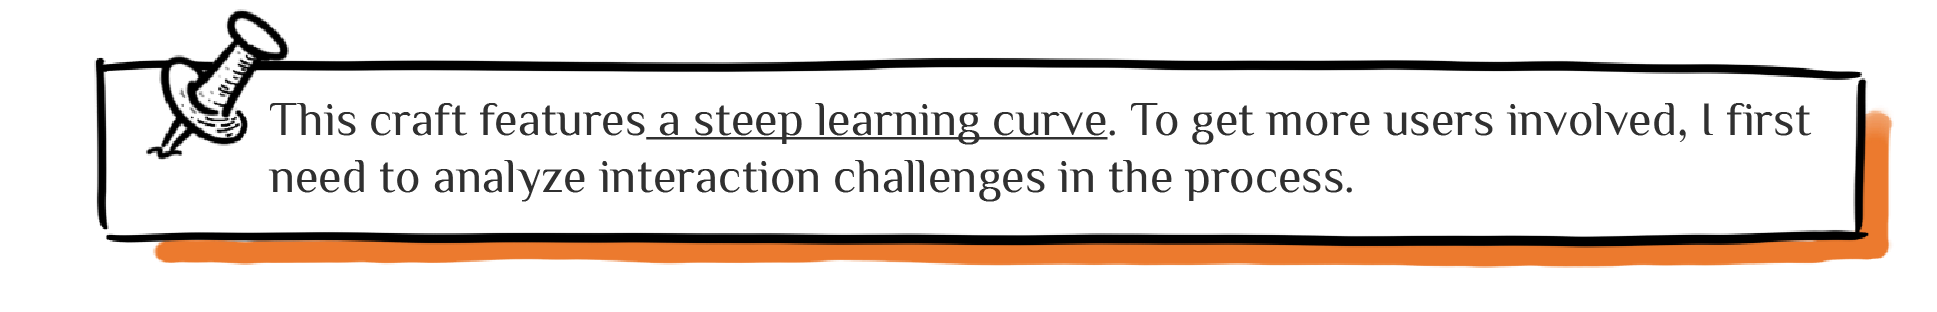 This craft features a steep learning curve. To get more users involved, I first
need to analyze interaction challenges in the process.